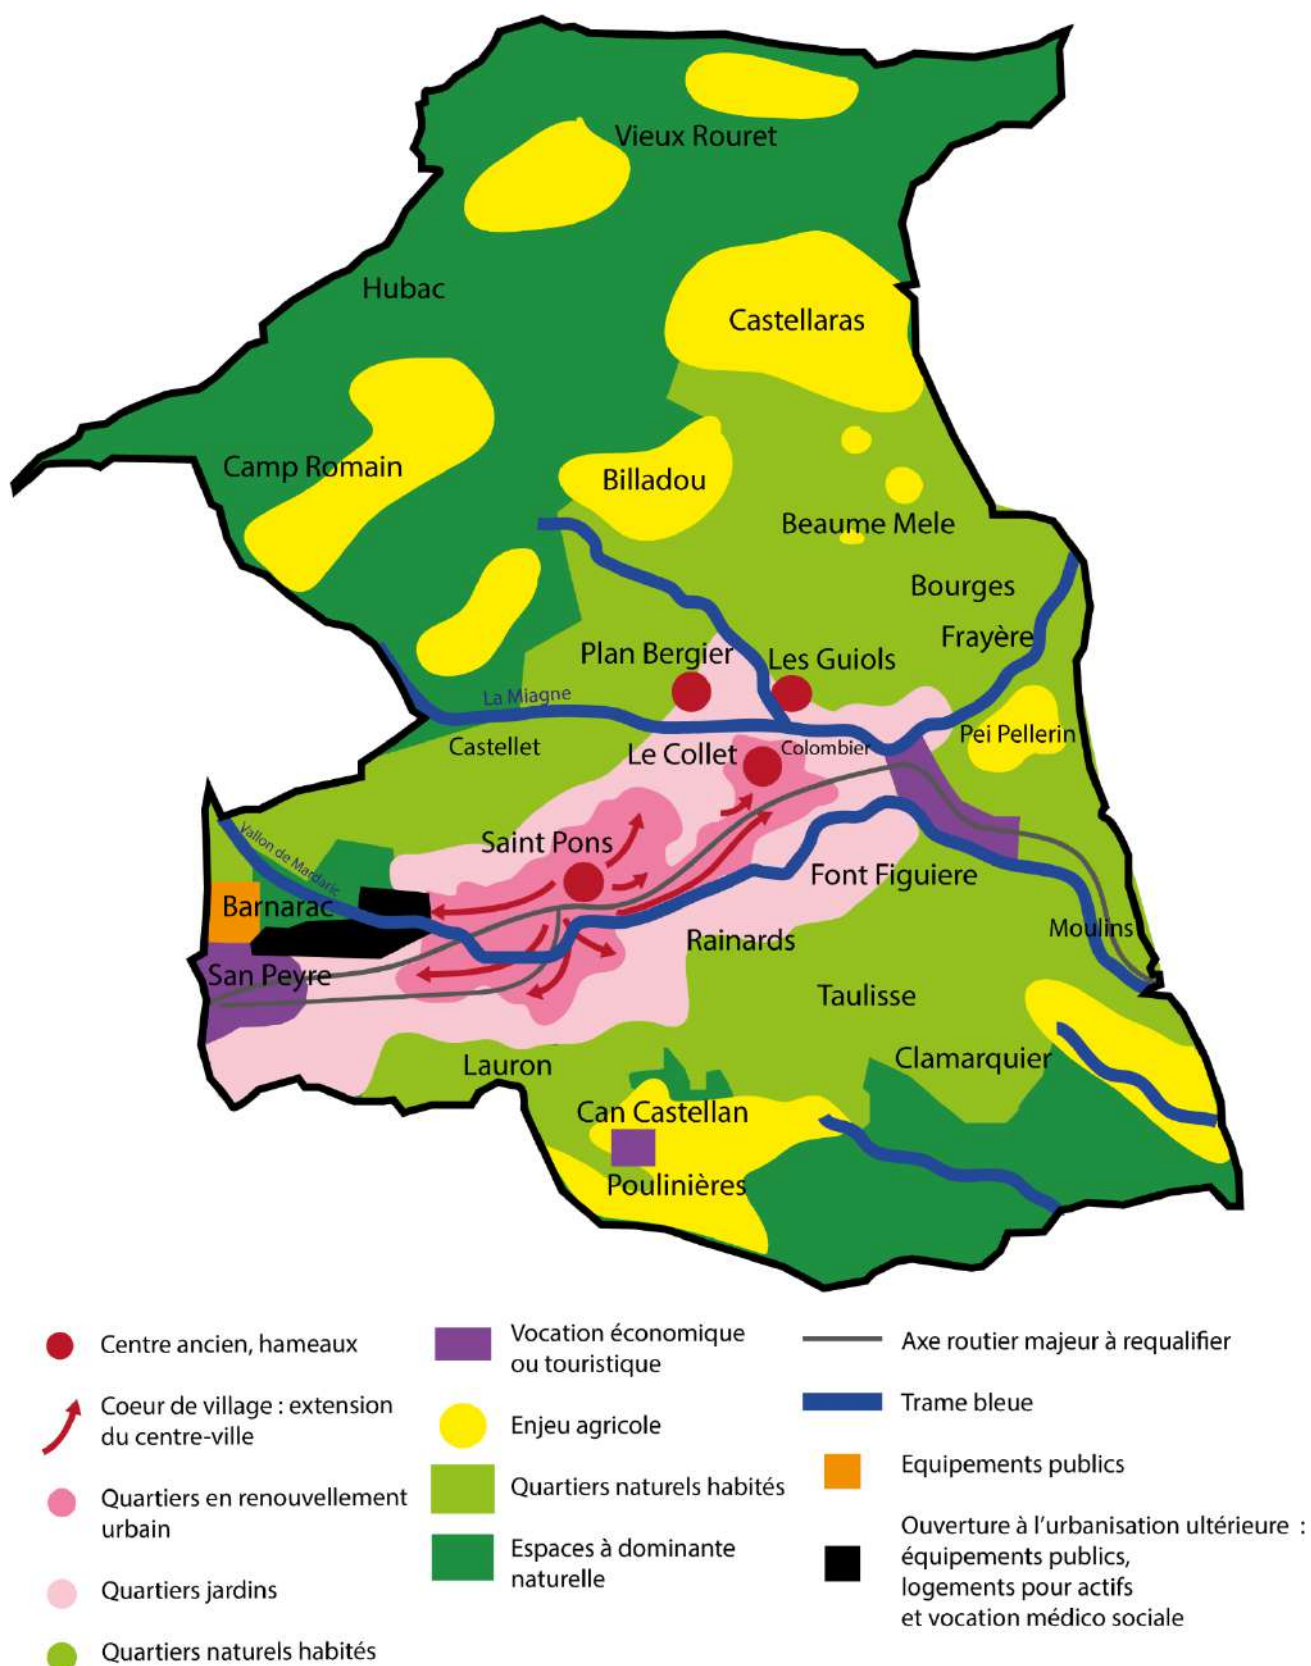 Vieux Rouret
Hubac
Castellaras
Camp Romain
Billadou
Beaume Mele
Bourges
Frayère
Plan Bergier
Les Guiols
La Miagne
Pei Pellerin
Castellet
Le Collet
Colombier
Vallon de Mardaric
Saint Pons
Font Figuiere
Barnarac
Moulins
Rainards
San Peyre
Taulisse
Lauron
Clamarquier
Can Castellan
Poulinières
Centre ancien, hameaux
Coeur de village : extension
du centre-ville
Quartiers en renouvellement
urbain
Quartiers jardins
Quartiers naturels habités
Vocation économique
ou touristique
Enjeu agricole
Quartiers naturels habités
Espaces à dominante
naturelle
Axe routier majeur à requalifier
Trame bleue
Equipements publics
Ouverture à l'urbanisation ultérieure :
équipements publics,
logements pour actifs
et vocation médico sociale